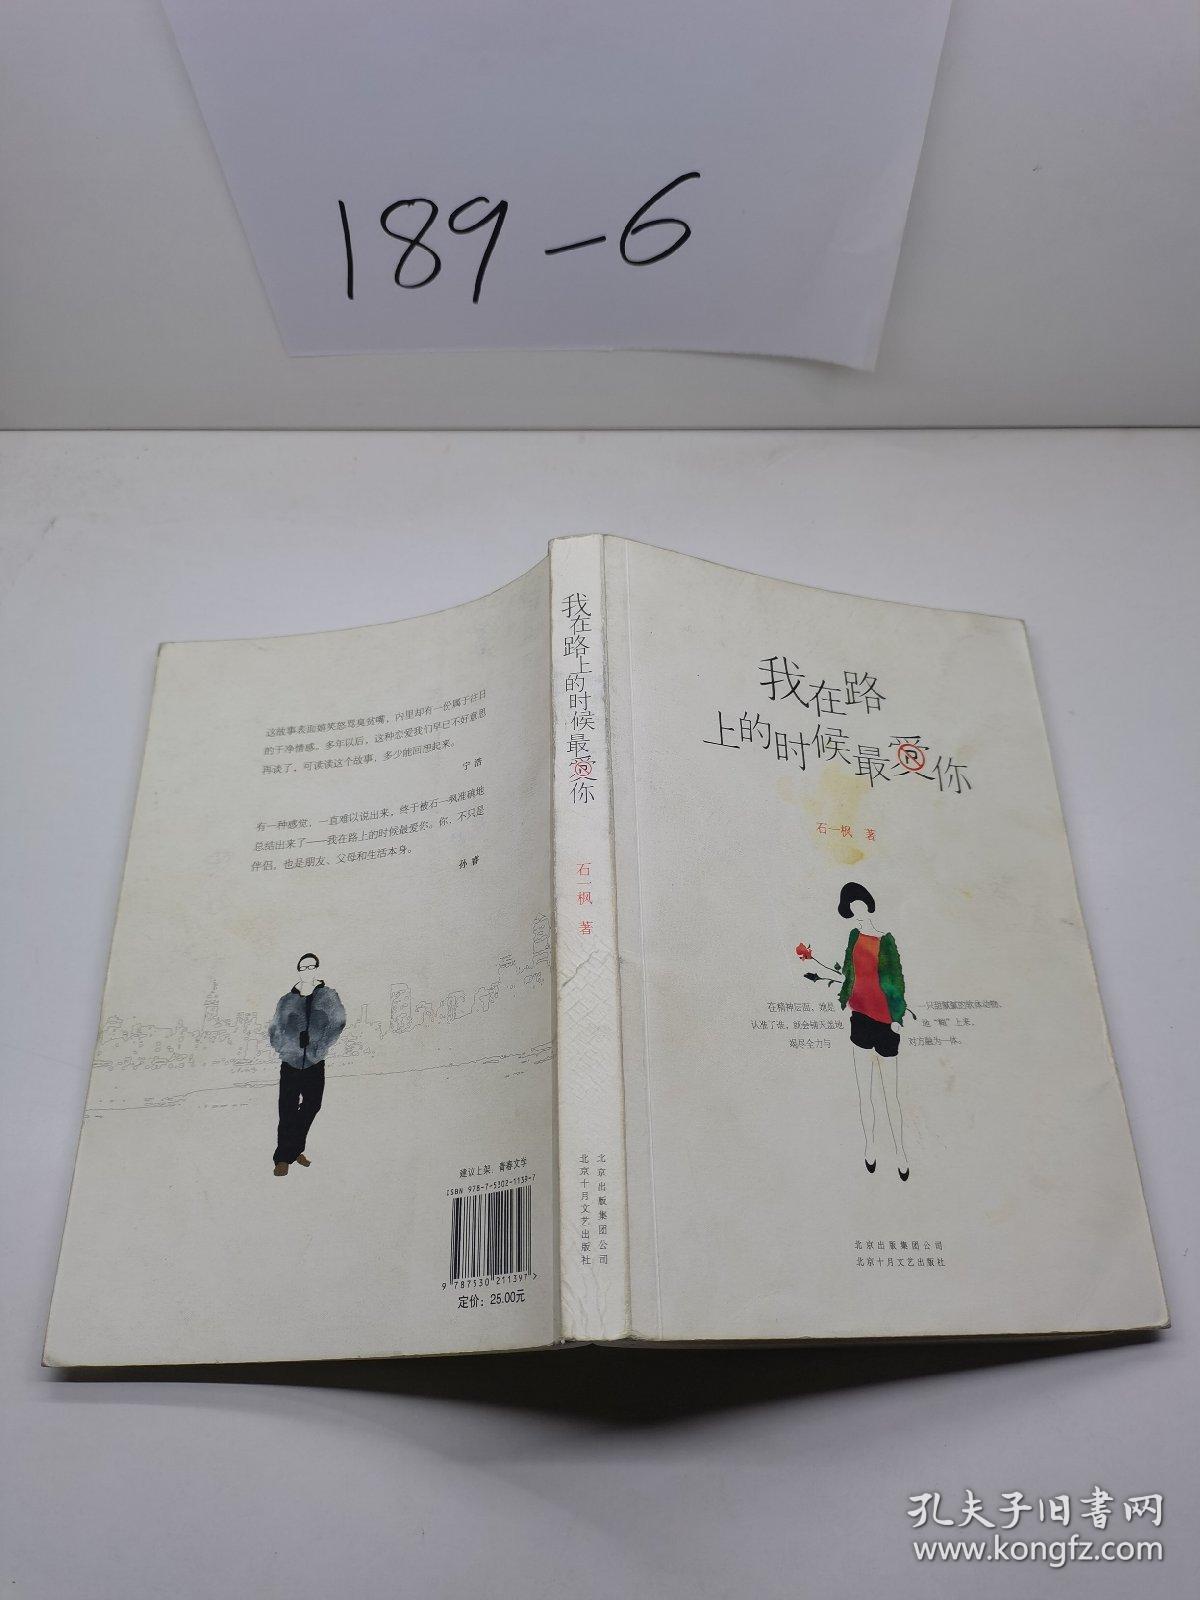 189-6
这故事表面嬉笑怒骂臭贫嘴，内里却有一份属于往日
的干净情感。多年以后，这种恋爱我们早已不好意思
再谈了，可读读这个故事，多少能回想起来。
宁浩
有一种感觉，一直难以说出来，终于被石一枫准确地
总结出来了——我在路上的时候最爱你。你，不只是
伴侣，也是朋友、父母和生活本身。
孙睿
建议上架：青春文学
ISBN 978-7-5302-1139-7
9 787530 211397>
定价：25.00元
我在路上的时候最爱你
石一枫 著
北京出版集团公司
北京十月文艺出版社
我在路
上的时候最爱你
石一枫 著
在精神层面，她是一只甜腻腻的软体动物，
认准了谁，就会铺天盖地地“糊”上来，
竭尽全力与对方融为一体。
北京出版集团公司
北京十月文艺出版社
孔夫子旧书网
www.kongfz.com